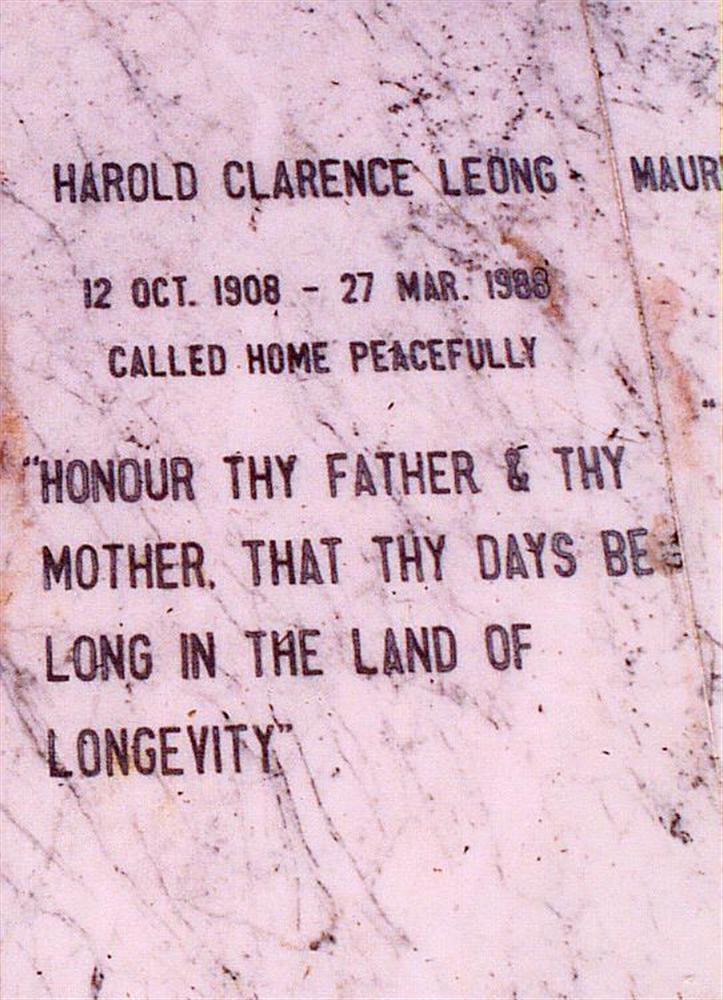 HAROLD CLARENCE LEONG
12 OCT. 1908 - 27 MAR. 1988
CALLED HOME PEACEFULLY
"HONOUR THY FATHER & THY
MOTHER, THAT THY DAYS BE
LONG IN THE LAND OF
LONGEVITY"
MAUR
"